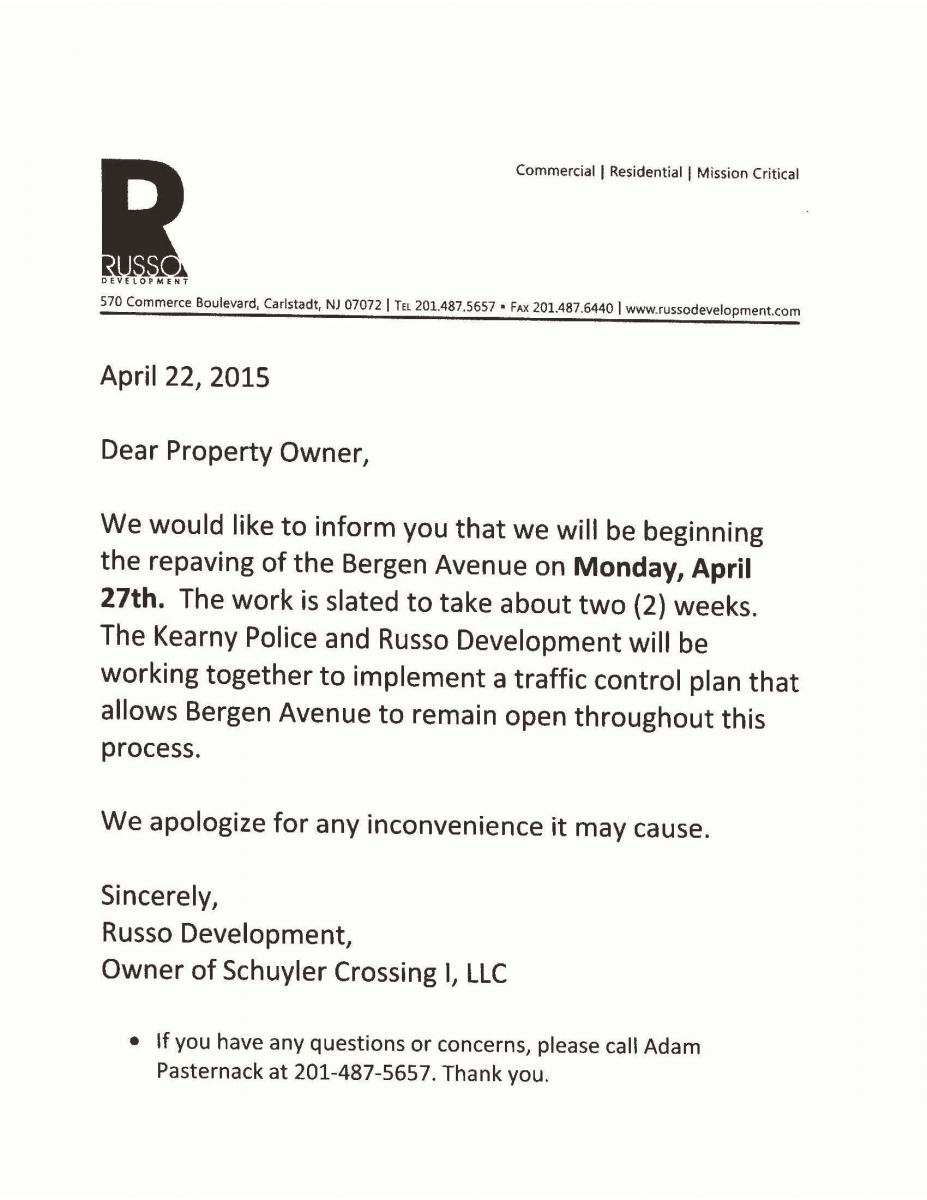 Commercial | Residential | Mission Critical
R
RUSSO
DEVELOPMENT
570 Commerce Boulevard, Carlstadt, NJ 07072 | TEL 201.487.5657 • FAX 201.487.6440 | www.russodevelopment.com
April 22, 2015
Dear Property Owner,
We would like to inform you that we will be beginning
the repaving of the Bergen Avenue on Monday, April
27th. The work is slated to take about two (2) weeks.
The Kearny Police and Russo Development will be
working together to implement a traffic control plan that
allows Bergen Avenue to remain open throughout this
process.
We apologize for any inconvenience it may cause.
Sincerely,
Russo Development,
Owner of Schuyler Crossing I, LLC
• If you have any questions or concerns, please call Adam
Pasternack at 201-487-5657. Thank you.